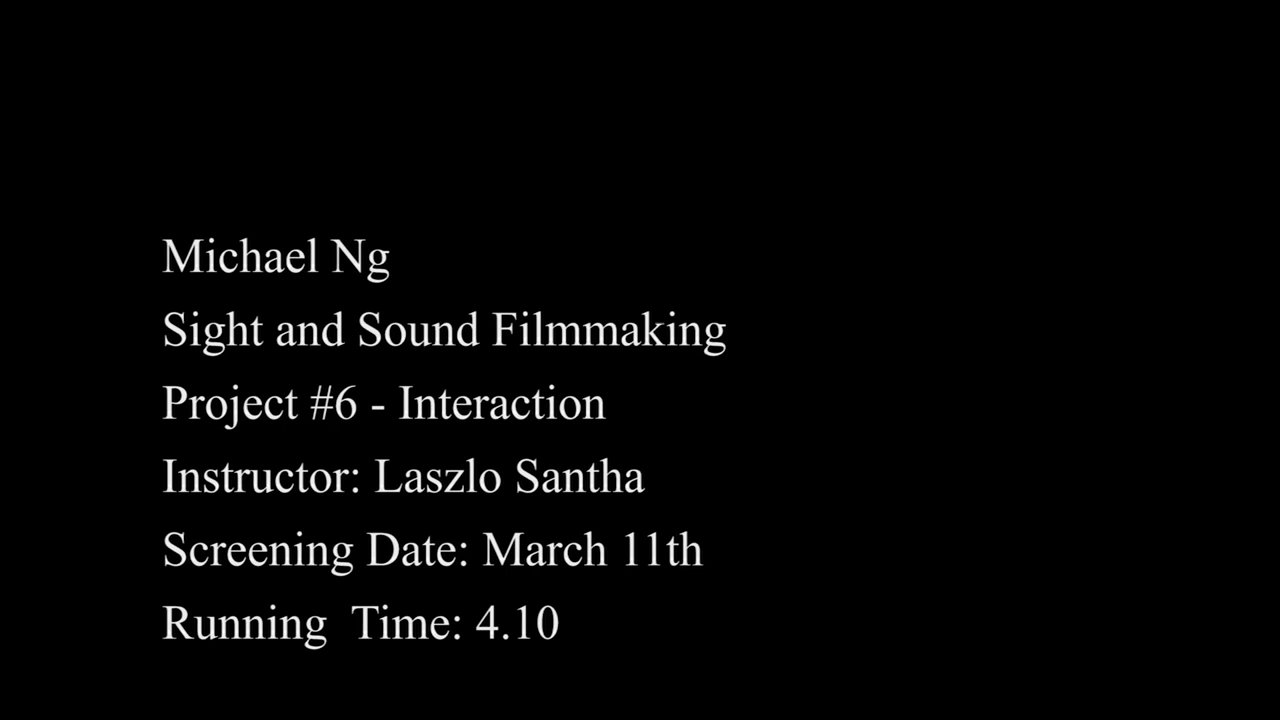 Michael Ng
Sight and Sound Filmmaking
Project #6 - Interaction
Instructor: Laszlo Santha
Screening Date: March 11th
Running  Time: 4.10